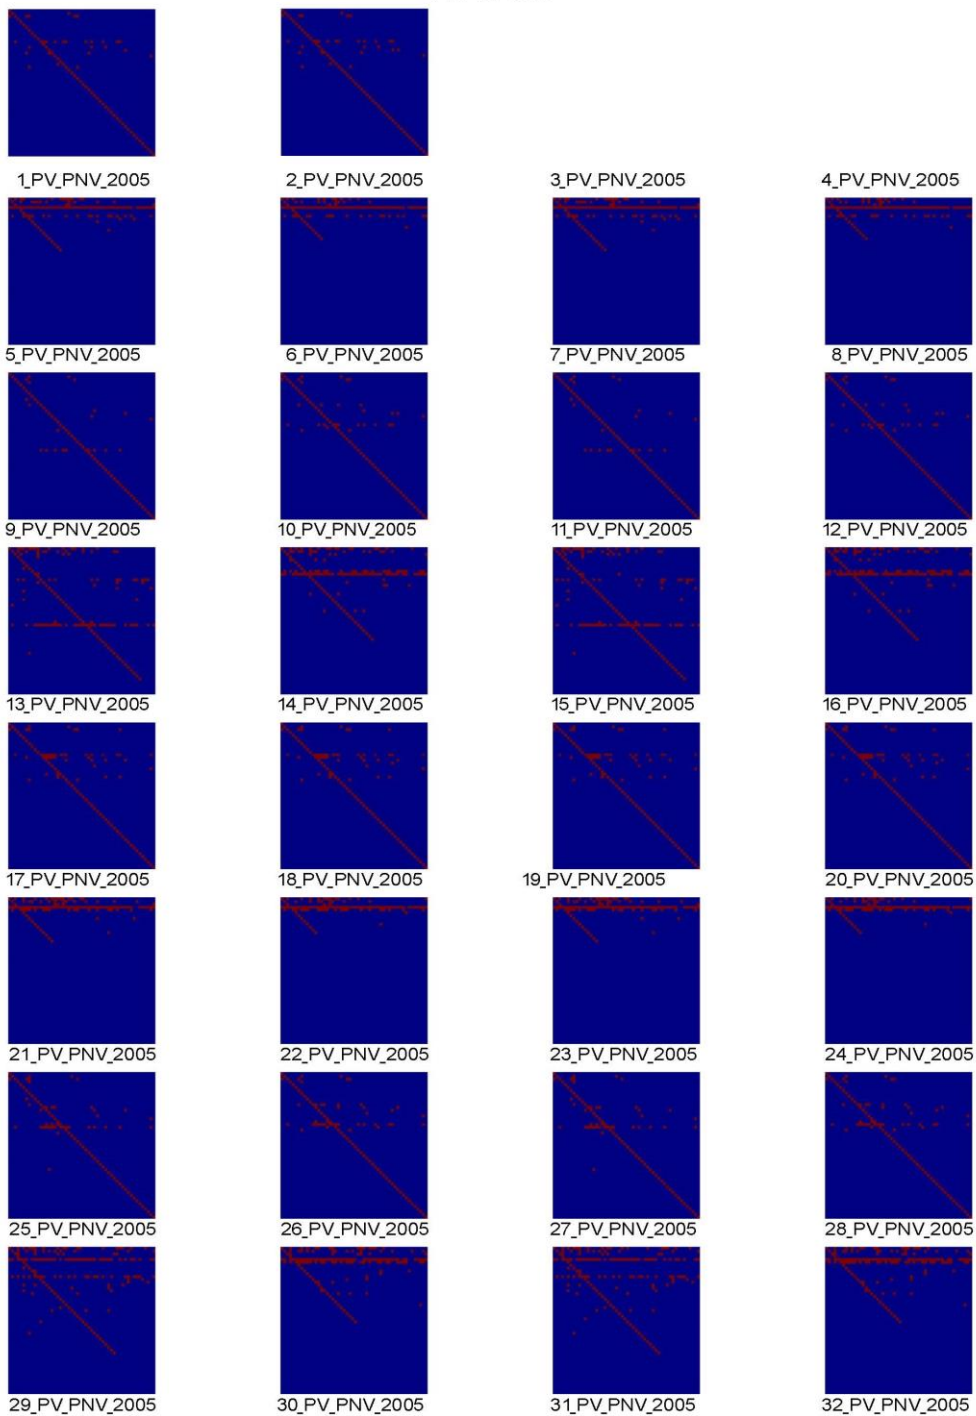 1_PV_PNV_2005 2_PV_PNV_2005 3_PV_PNV_2005 4_PV_PNV_2005
5_PV_PNV_2005 6_PV_PNV_2005 7_PV_PNV_2005 8_PV_PNV_2005
9_PV_PNV_2005 10_PV_PNV_2005 11_PV_PNV_2005 12_PV_PNV_2005
13_PV_PNV_2005 14_PV_PNV_2005 15_PV_PNV_2005 16_PV_PNV_2005
17_PV_PNV_2005 18_PV_PNV_2005 19_PV_PNV_2005 20_PV_PNV_2005
21_PV_PNV_2005 22_PV_PNV_2005 23_PV_PNV_2005 24_PV_PNV_2005
25_PV_PNV_2005 26_PV_PNV_2005 27_PV_PNV_2005 28_PV_PNV_2005
29_PV_PNV_2005 30_PV_PNV_2005 31_PV_PNV_2005 32_PV_PNV_2005